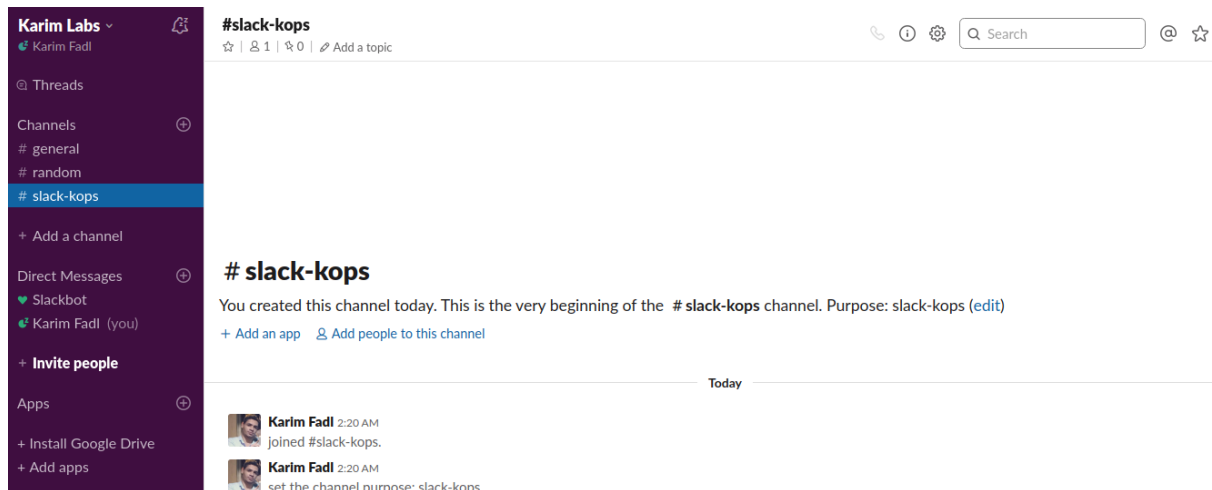 Karim Labs
Karim Fadl
Threads
Channels
# general
# random
# slack-kops
+ Add a channel
Direct Messages
Slackbot
Karim Fadl (you)
+ Invite people
Apps
+ Install Google Drive
+ Add apps
#slack-kops
1 | 0 | Add a topic
Search
# slack-kops
You created this channel today. This is the very beginning of the # slack-kops channel. Purpose: slack-kops (edit)
+ Add an app Add people to this channel
Today
Karim Fadl 2:20 AM
joined #slack-kops.
Karim Fadl 2:20 AM
set the channel purpose: slack-kops